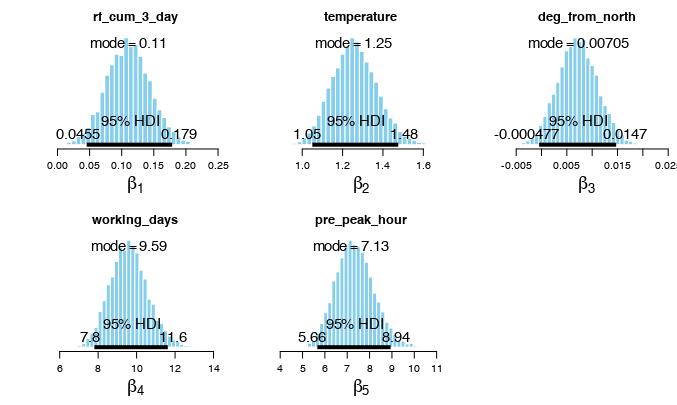 rf_cum_3_day
mode = 0.11
95% HDI
0.0455 0.179
0.00 0.05 0.10 0.15 0.20 0.25
β1
temperature
mode = 1.25
95% HDI
1.05 1.48
1.0 1.2 1.4 1.6
β2
deg_from_north
mode = 0.00705
95% HDI
-0.000477 0.0147
-0.005 0.005 0.015
β3
working_days
mode = 9.59
95% HDI
7.8 11.6
6 8 10 12 14
β4
pre_peak_hour
mode = 7.13
95% HDI
5.66 8.94
4 5 6 7 8 9 10 11
β5